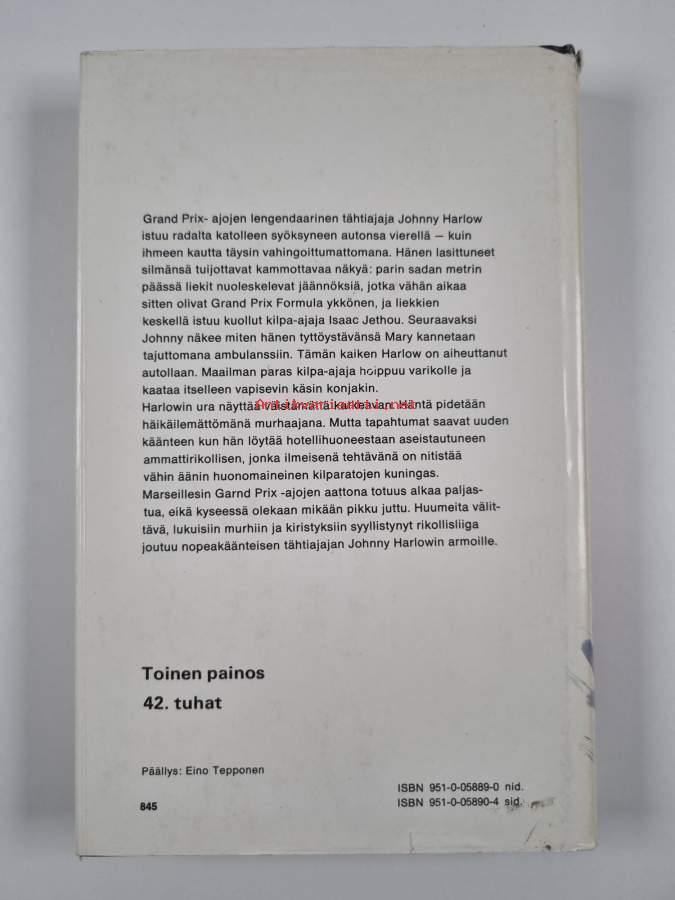 Grand Prix- ajojen lengendaarinen tähtiajaja Johnny Harlow
istuu radalta katolleen syöksyneen autonsa vierellä — kuin
ihmeen kautta täysin vahingoittumattomana. Hänen lasittuneet
silmänsä tuijottavat kammottavaa näkyä: parin sadan metrin
päässä liekit nuoleskelevat jäännöksiä, jotka vähän aikaa
sitten olivat Grand Prix Formula ykkönen, ja liekkien
keskellä istuu kuollut kilpa-ajaja Isaac Jethou. Seuraavaksi
Johnny näkee miten hänen tyttöystävänsä Mary kannetaan
tajuttomana ambulanssiin. Tämän kaiken Harlow on aiheuttanut
autollaan. Maailman paras kilpa-ajaja hoippuu varikolle ja
kaataa itselleen vapisevin käsin konjakin.
Harlowin ura näyttää väistämättä katkeavan. Häntä pidetään
häikäilemättömänä murhaajana. Mutta tapahtumat saavat uuden
käänteen kun hän löytää hotellihuoneestaan aseistautuneen
ammattirikollisen, jonka ilmeisenä tehtävänä on nitistää
vähin äänin huonomaineinen kilparatojen kuningas.
Marseillesin Garnd Prix -ajojen aattona totuus alkaa paljas-
tua, eikä kyseessä olekaan mikään pikku juttu. Huumeita välit-
tävä, lukuisiin murhiin ja kiristyksiin syyllistynyt rikollisliiga
joutuu nopeakäänteisen tähtiajajan Johnny Harlowin armoille.
Toinen painos
42. tuhat
Päällys: Eino Tepponen
ISBN 951-0-05889-0 nid.
ISBN 951-0-05890-4 sid.
845